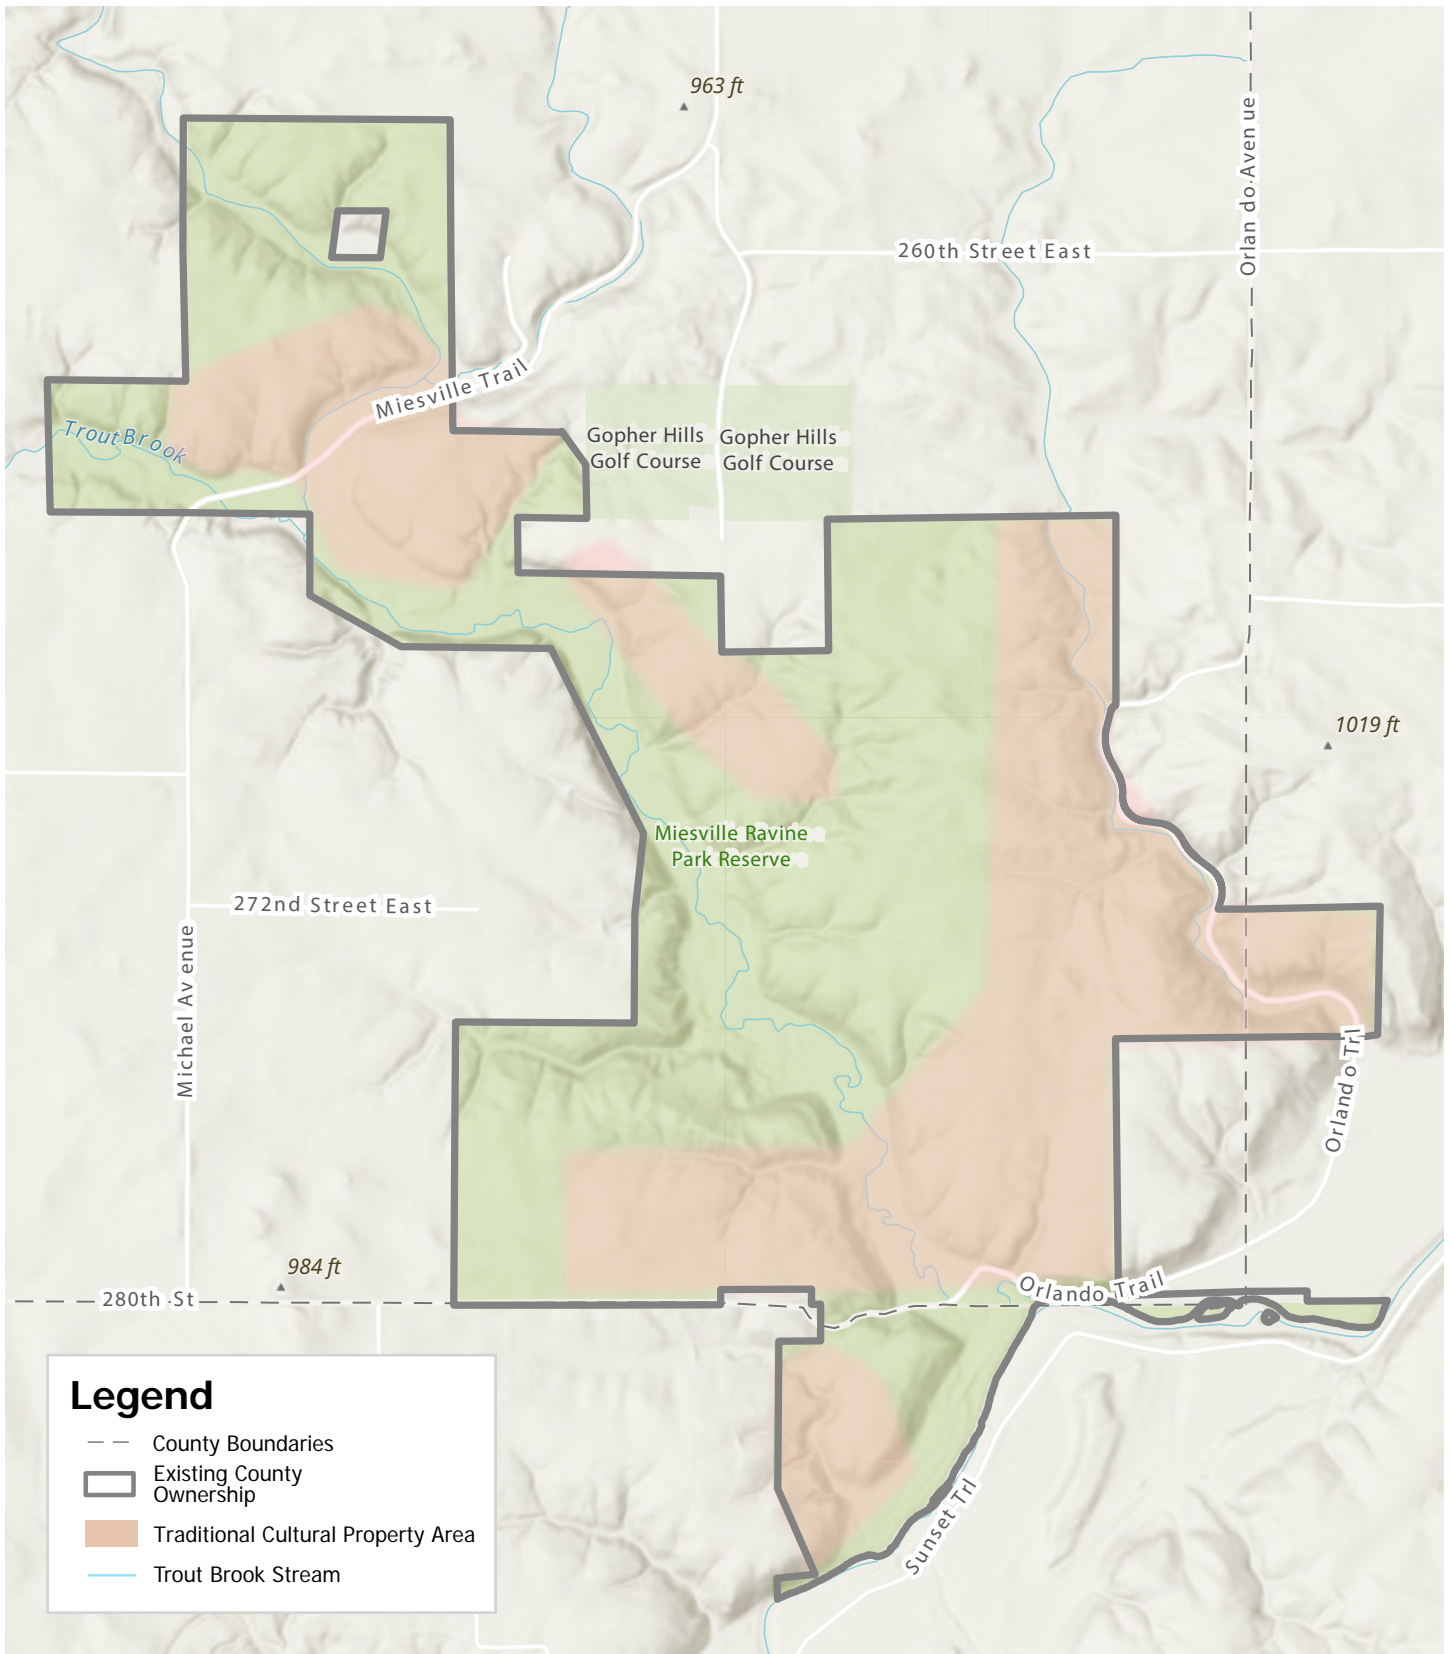 963 ft
Orlando Avenue
260th Street East
Miesville Trail
Trout Brook
Gopher Hills
Golf Course
Gopher Hills
Golf Course
1019 ft
Miesville Ravine
Park Reserve
272nd Street East
Michael Avenue
Orlando Trl
984 ft
280th St
Orlando Trail
Sunset Trl
Legend
County Boundaries
Existing County
Ownership
Traditional Cultural Property Area
Trout Brook Stream